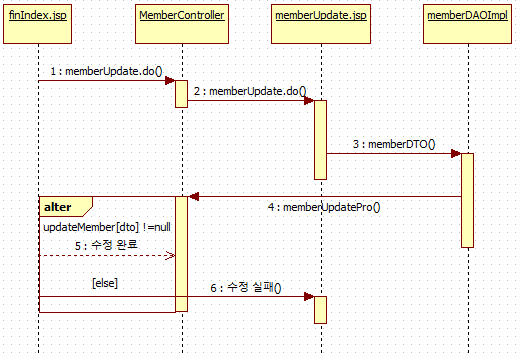 finIndex.jsp
MemberController
memberUpdate.jsp
memberDAOImpl
1 : memberUpdate.do()
2 : memberUpdate.do()
3 : memberDTO()
4 : memberUpdatePro()
alter
updateMember[dto] !=null
5 : 수정 완료
[else]
6 : 수정 실패()